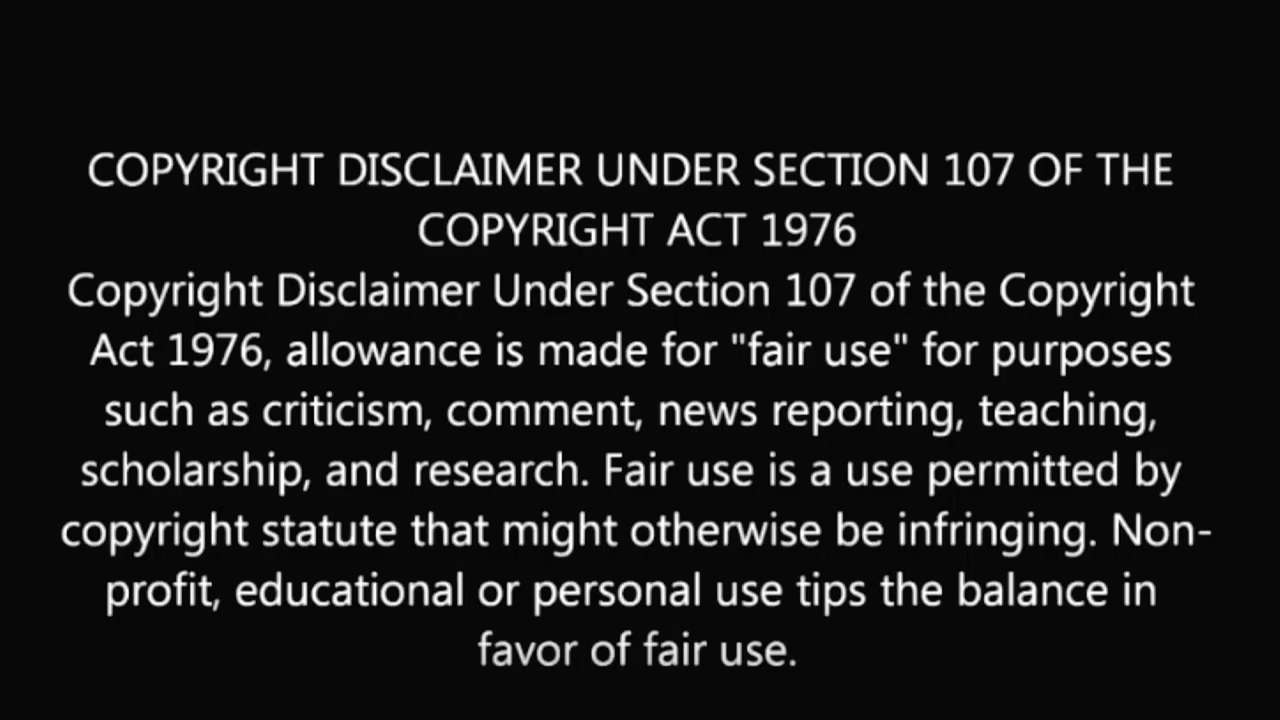 COPYRIGHT DISCLAIMER UNDER SECTION 107 OF THE
COPYRIGHT ACT 1976
Copyright Disclaimer Under Section 107 of the Copyright
Act 1976, allowance is made for "fair use" for purposes
such as criticism, comment, news reporting, teaching,
scholarship, and research. Fair use is a use permitted by
copyright statute that might otherwise be infringing. Non-
profit, educational or personal use tips the balance in
favor of fair use.